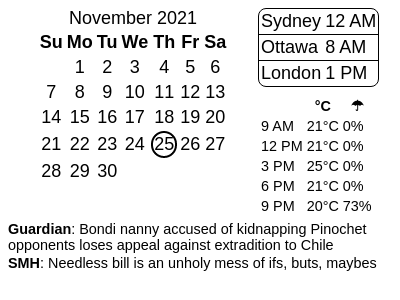 November 2021
Su Mo Tu We Th Fr Sa
1 2 3 4 5 6
7 8 9 10 11 12 13
14 15 16 17 18 19 20
21 22 23 24 25 26 27
28 29 30
Sydney 12 AM
Ottawa 8 AM
London 1 PM
°C ☂
9 AM 21°C 0%
12 PM 21°C 0%
3 PM 25°C 0%
6 PM 21°C 0%
9 PM 20°C 73%
Guardian: Bondi nanny accused of kidnapping Pinochet
opponents loses appeal against extradition to Chile
SMH: Needless bill is an unholy mess of ifs, buts, maybes